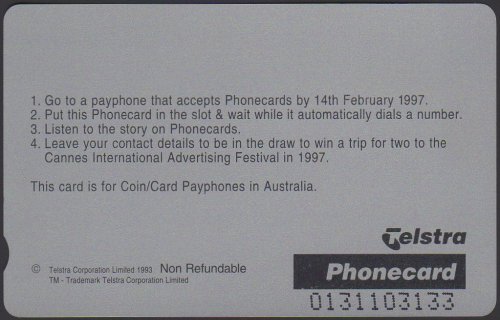 1. Go to a payphone that accepts Phonecards by 14th February 1997.
2. Put this Phonecard in the slot & wait while it automatically dials a number.
3. Listen to the story on Phonecards.
4. Leave your contact details to be in the draw to win a trip for two to the
Cannes International Advertising Festival in 1997.
This card is for Coin/Card Payphones in Australia.
Telstra
© Telstra Corporation Limited 1993 Non Refundable
TM- Trademark Telstra Corporation Limited
Phonecard
0131103133